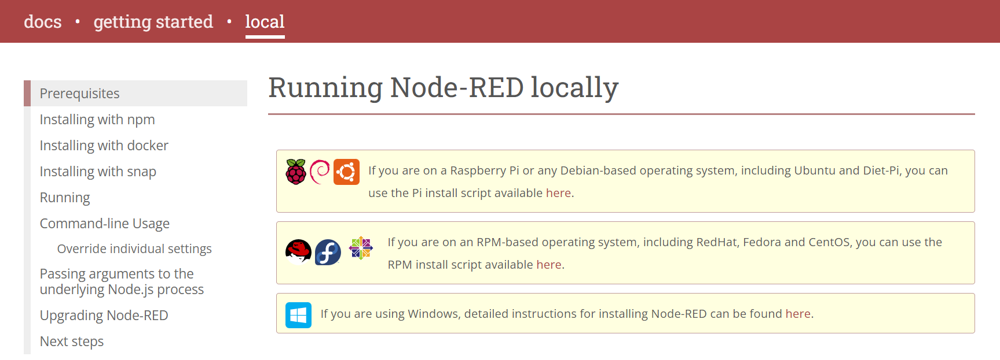 docs • getting started • local
Prerequisites
Installing with npm
Installing with docker
Installing with snap
Running
Command-line Usage
Override individual settings
Passing arguments to the
underlying Node.js process
Upgrading Node-RED
Next steps
Running Node-RED locally
If you are on a Raspberry Pi or any Debian-based operating system, including Ubuntu and Diet-Pi, you can
use the Pi install script available here.
If you are on an RPM-based operating system, including RedHat, Fedora and CentOS, you can use the
RPM install script available here.
If you are using Windows, detailed instructions for installing Node-RED can be found here.